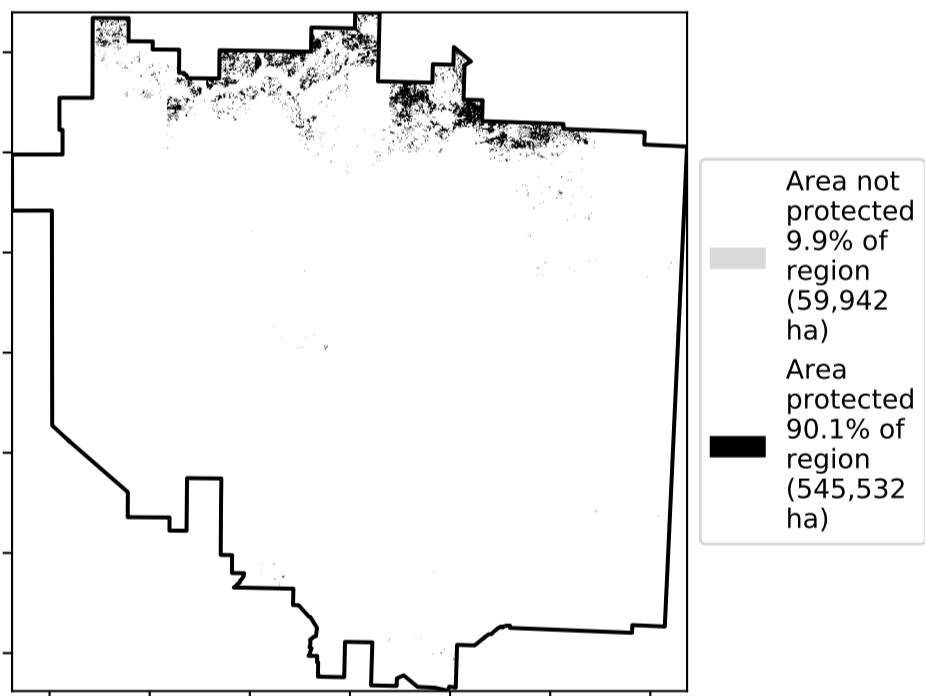 Area not
protected
9.9% of
region
(59,942
ha)
Area
protected
90.1% of
region
(545,532
ha)